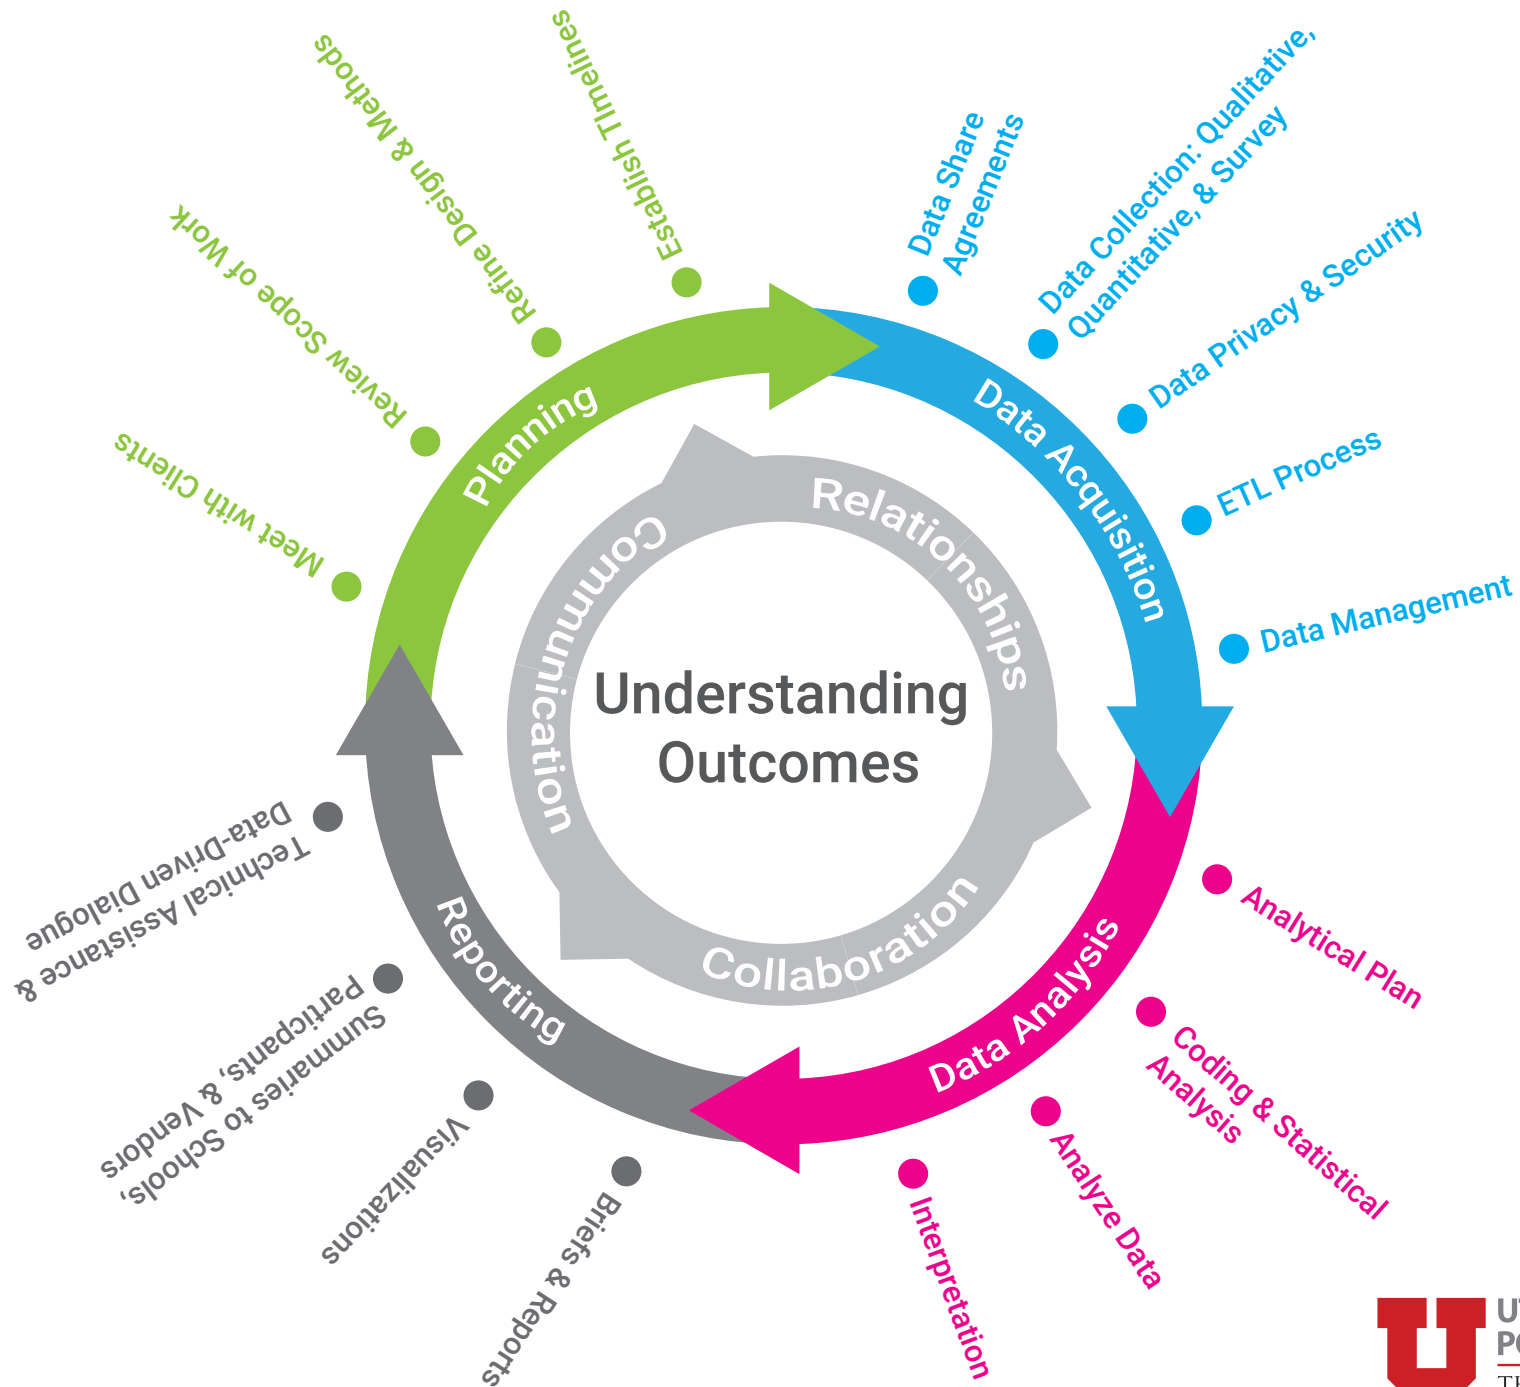 Understanding
Outcomes
Relationships
Collaboration
Communication
Planning
Meet with Clients
Review Scope of Work
Refine Design & Methods
Establish TImelines
Data Acquisition
Data Share
Agreements
Data Collection: Qualitative,
Quantitative, & Survey
Data Privacy & Security
ETL Process
Data Management
Data Analysis
Analytical Plan
Coding & Statistical
Analysis
Analyze Data
Interpretation
Reporting
Briefs & Reports
Visualizations
Summaries to Schools,
Particpants, & Vendors
Technical Assistance &
Data-Driven Dialogue
U